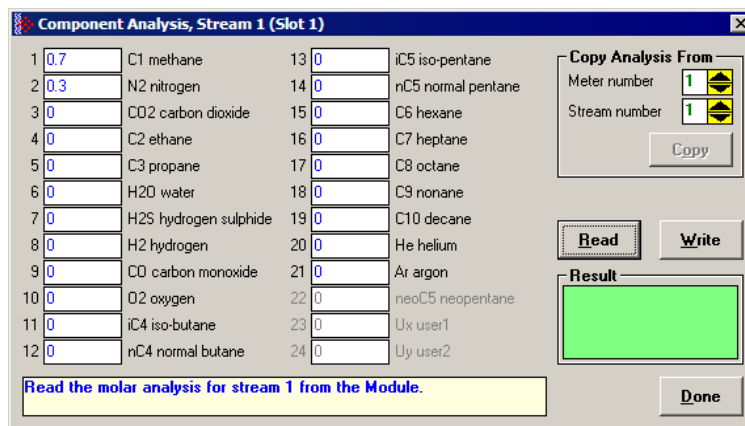 Component Analysis, Stream 1 (Slot 1)
1 0.7 C1 methane
2 0.3 N2 nitrogen
3 0 CO2 carbon dioxide
4 0 C2 ethane
5 0 C3 propane
6 0 H2O water
7 0 H2S hydrogen sulphide
8 0 H2 hydrogen
9 0 CO carbon monoxide
10 0 O2 oxygen
11 0 iC4 iso-butane
12 0 nC4 normal butane
13 0 iC5 iso-pentane
14 0 nC5 normal pentane
15 0 C6 hexane
16 0 C7 heptane
17 0 C8 octane
18 0 C9 nonane
19 0 C10 decane
20 0 He helium
21 0 Ar argon
22 0 neoC5 neopentane
23 0 Ux user1
24 0 Uy user2
Copy Analysis From
Meter number 1
Stream number 1
Copy
Read Write
Result
Read the molar analysis for stream 1 from the Module.
Done